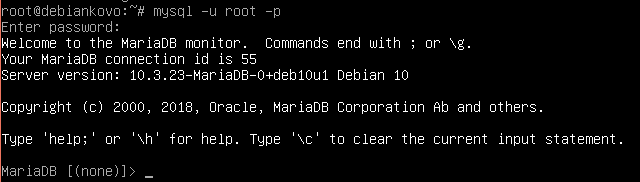 root@debiankovo:~# mysql -u root -p
Enter password:
Welcome to the MariaDB monitor.  Commands end with ; or \g.
Your MariaDB connection id is 55
Server version: 10.3.23-MariaDB-0+deb10u1 Debian 10
Copyright (c) 2000, 2018, Oracle, MariaDB Corporation Ab and others.
Type 'help;' or '\h' for help. Type '\c' to clear the current input statement.
MariaDB [(none)]> _